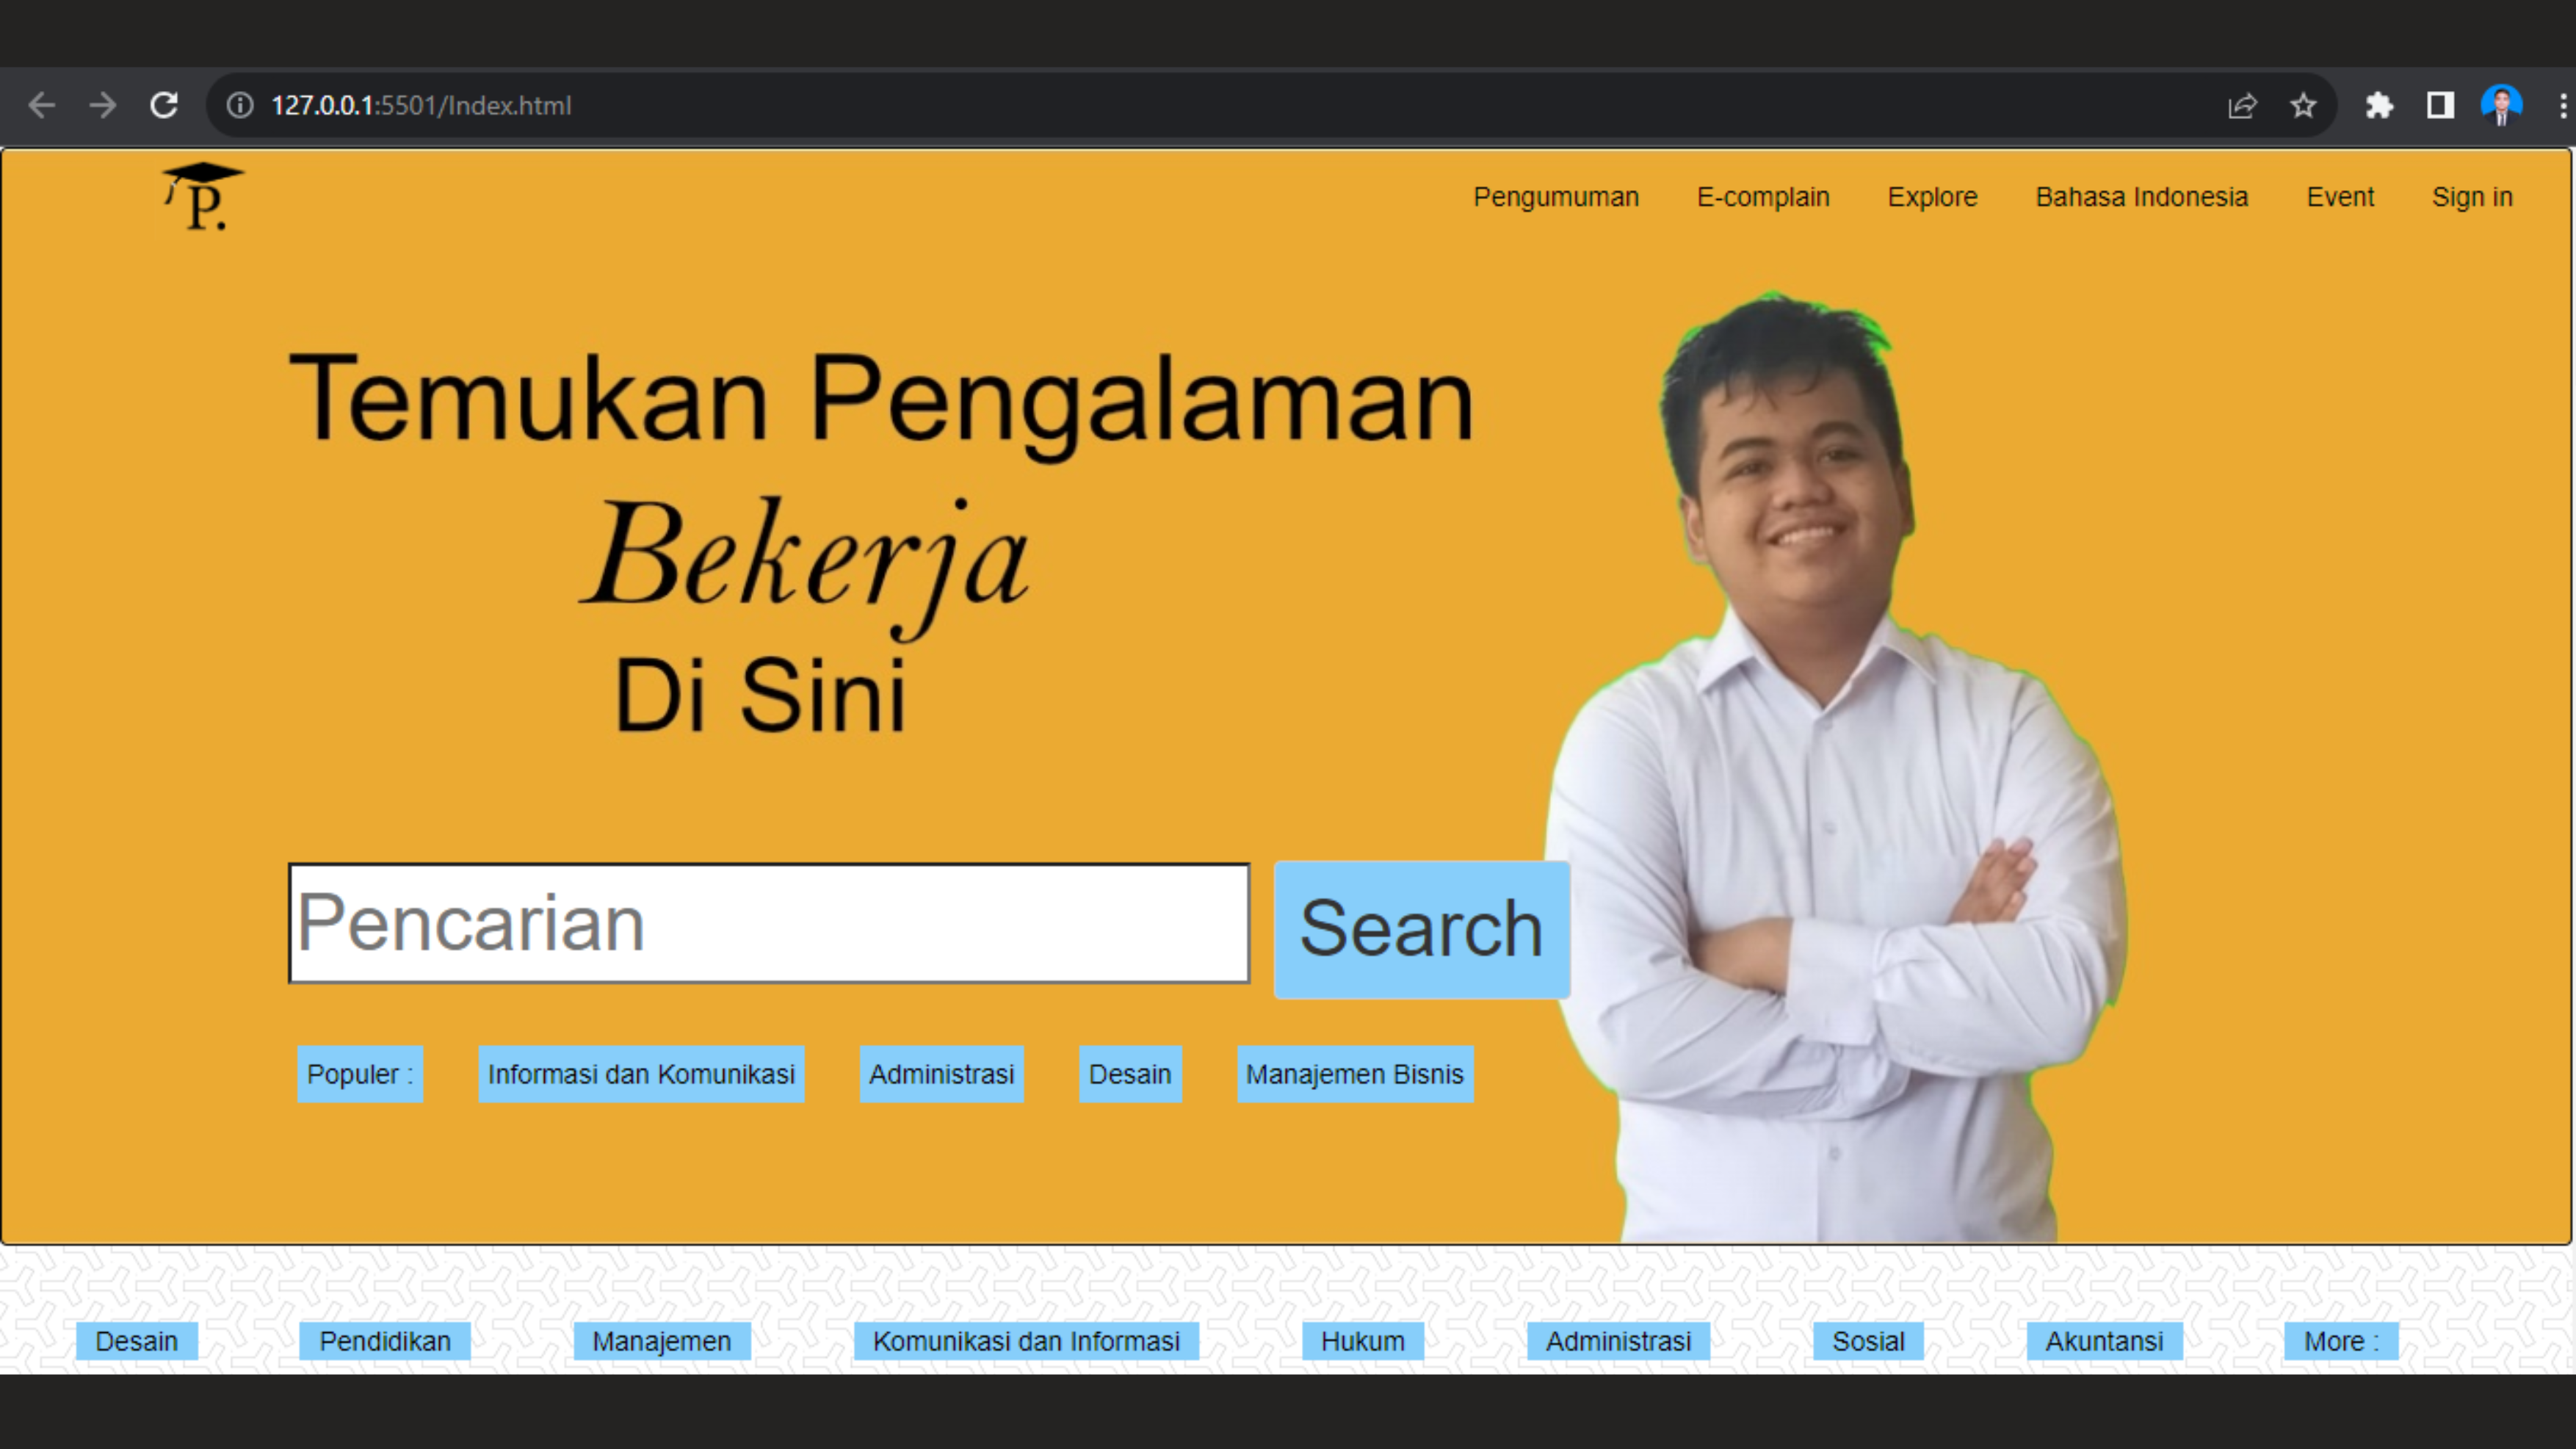 127.0.0.1:5501/Index.html
P.
Pengumuman E-complain Explore Bahasa Indonesia Event Sign in
Temukan Pengalaman
Bekerja
Di Sini
Pencarian Search
Populer : Informasi dan Komunikasi Administrasi Desain Manajemen Bisnis
Desain Pendidikan Manajemen Komunikasi dan Informasi Hukum Administrasi Sosial Akuntansi More :